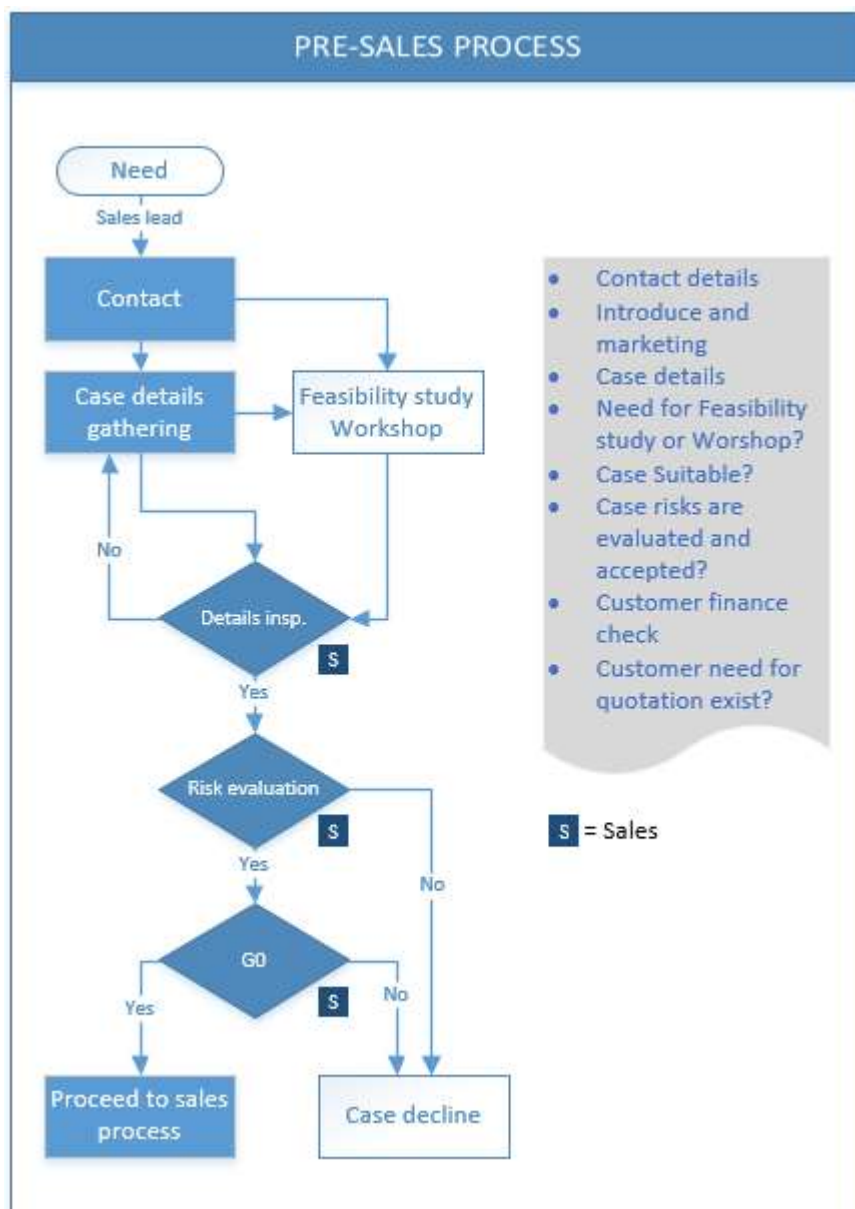 PRE-SALES PROCESS
Need
Sales lead
Contact
Case details
gathering
Feasibility study
Workshop
No
Details insp.
S
Yes
Risk evaluation
S
Yes
No
G0
S
Yes
No
Proceed to sales
process
Case decline
• Contact details
• Introduce and
marketing
• Case details
• Need for Feasibility
study or Worshop?
• Case Suitable?
• Case risks are
evaluated and
accepted?
• Customer finance
check
• Customer need for
quotation exist?
S = Sales